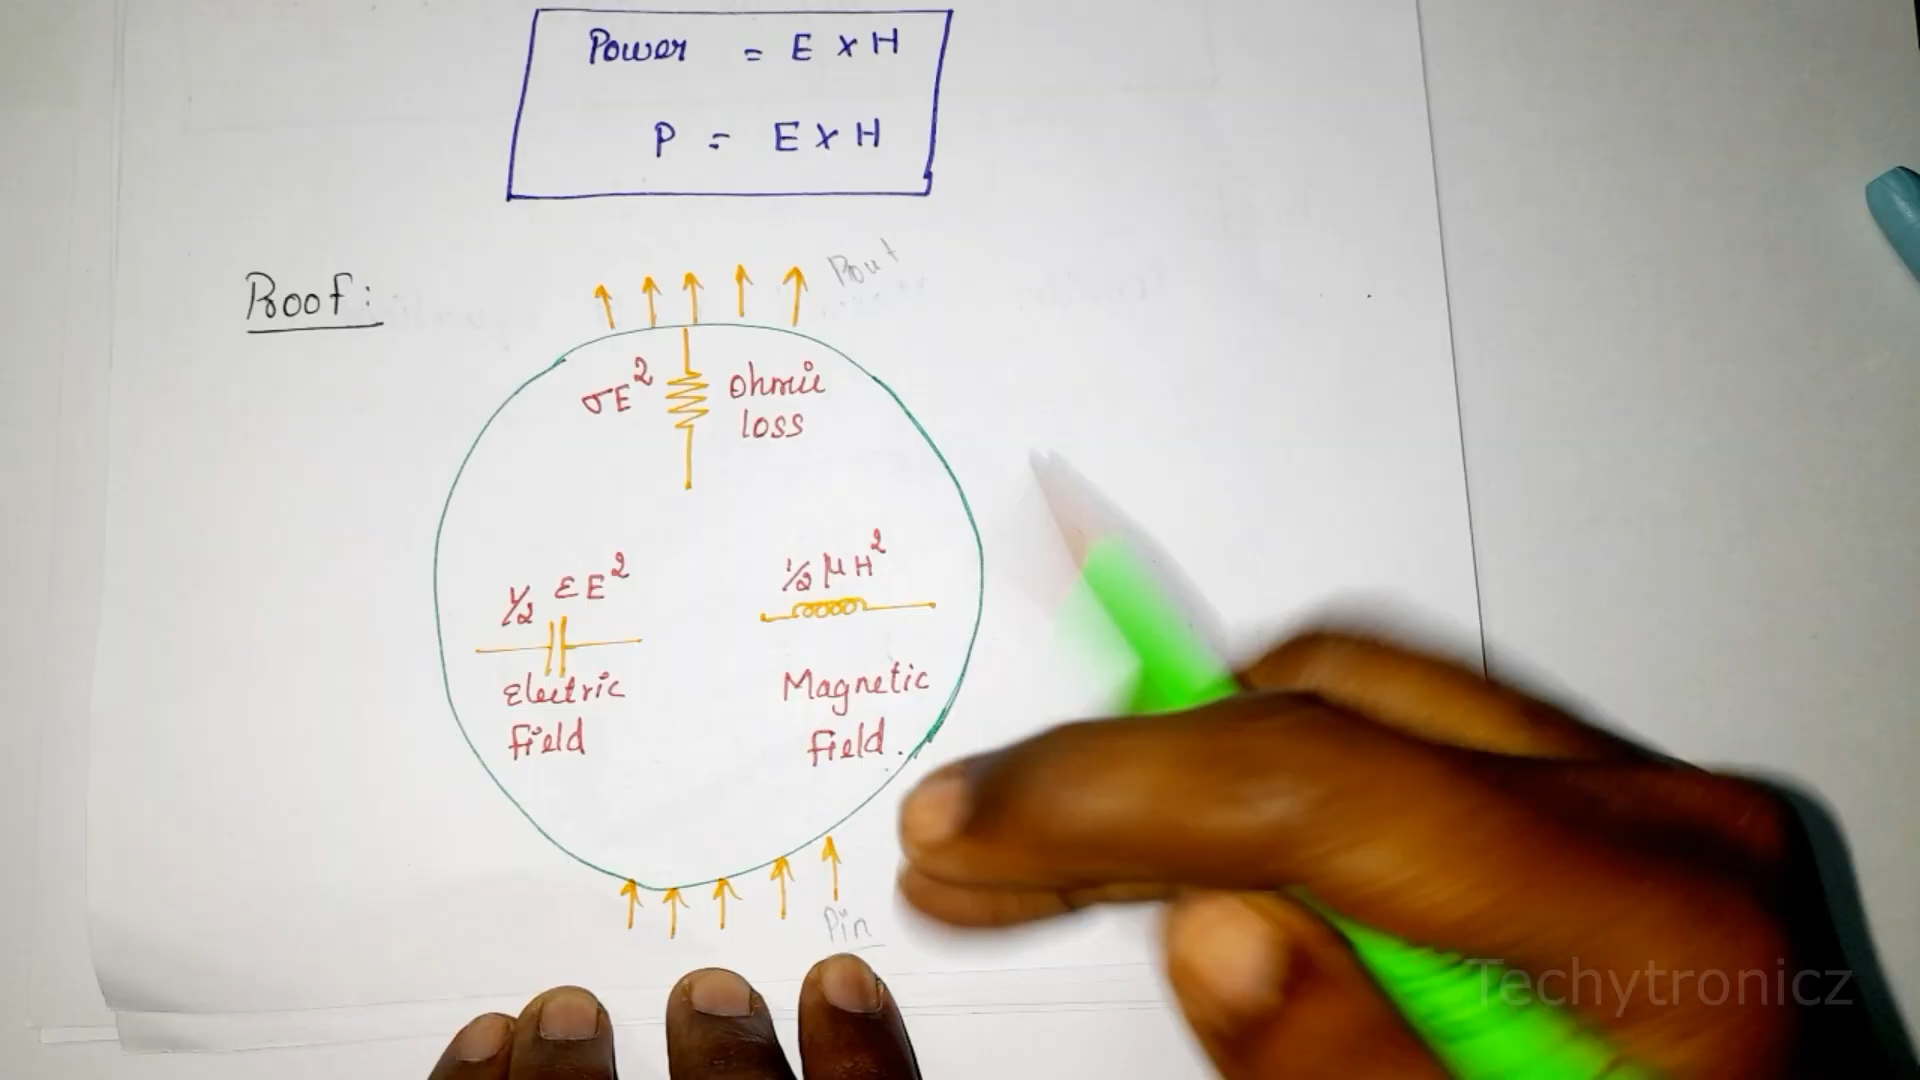 Power = E × H
P = E × H
Proof:
Pout
σE² ohmic
loss
½ εE²
½ μH²
Electric
field
Magnetic
field.
Pin
Techytronicz